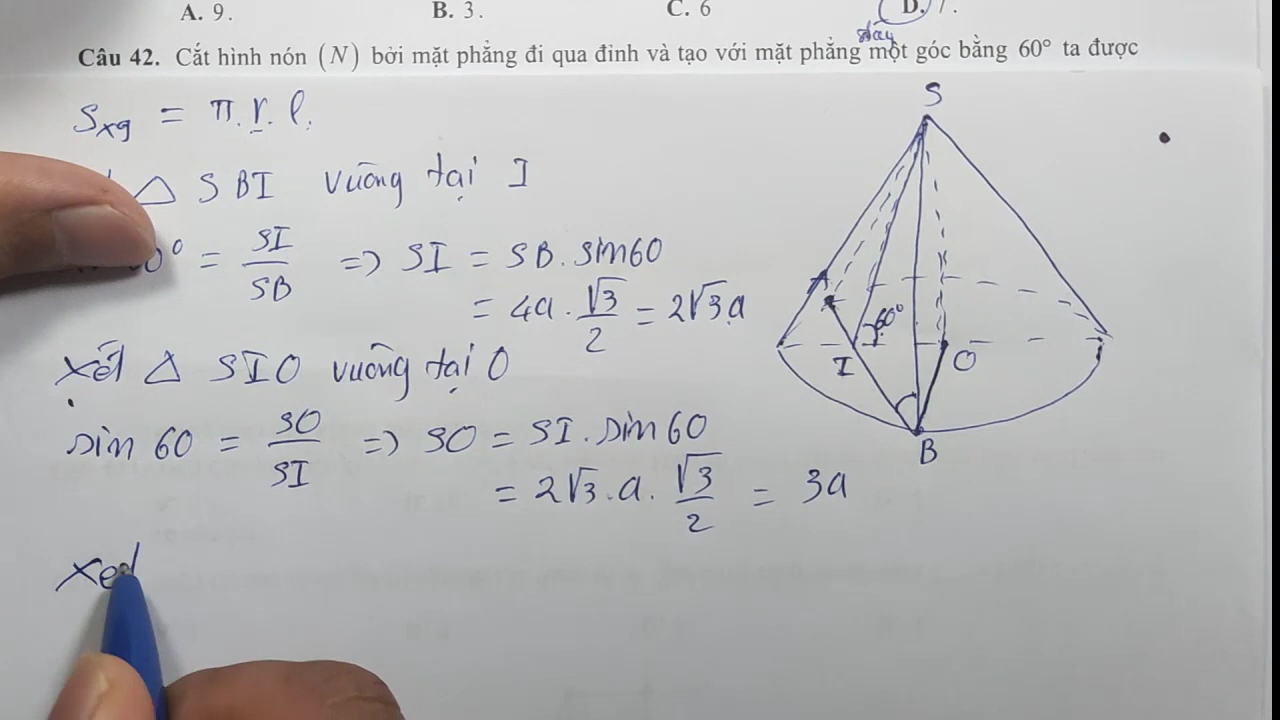 A. 9. B. 3. C. 6 D. 7.
đáy
Câu 42. Cắt hình nón (N) bởi mặt phẳng đi qua đỉnh và tạo với mặt phẳng một góc bằng 60° ta được
Sxq = π.r.l.
Δ SBI vuông tại I
0° = SI/SB => SI = SB.sin60
= 4a.√3/2 = 2√3a
Xét Δ SIO vuông tại O
sin 60 = SO/SI => SO = SI.sin60
= 2√3.a.√3/2 = 3a
Xét
S
60°
I
O
B